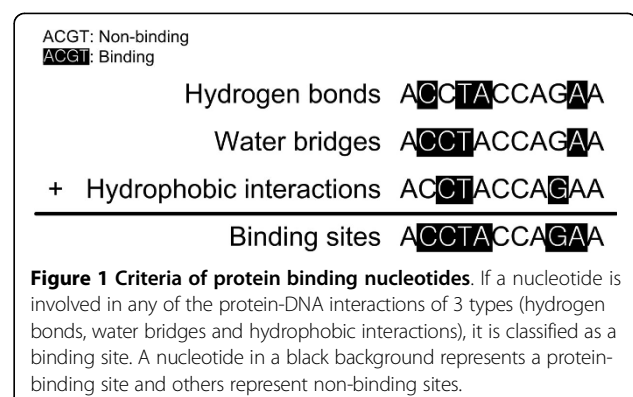 ACGT: Non-binding
ACGT: Binding
Hydrogen bonds ACCTACCAGAA
Water bridges ACCTACCAGAA
+ Hydrophobic interactions ACCTACCAGAA
Binding sites ACCTACCAGAA
Figure 1 Criteria of protein binding nucleotides. If a nucleotide is
involved in any of the protein-DNA interactions of 3 types (hydrogen
bonds, water bridges and hydrophobic interactions), it is classified as a
binding site. A nucleotide in a black background represents a protein-
binding site and others represent non-binding sites.